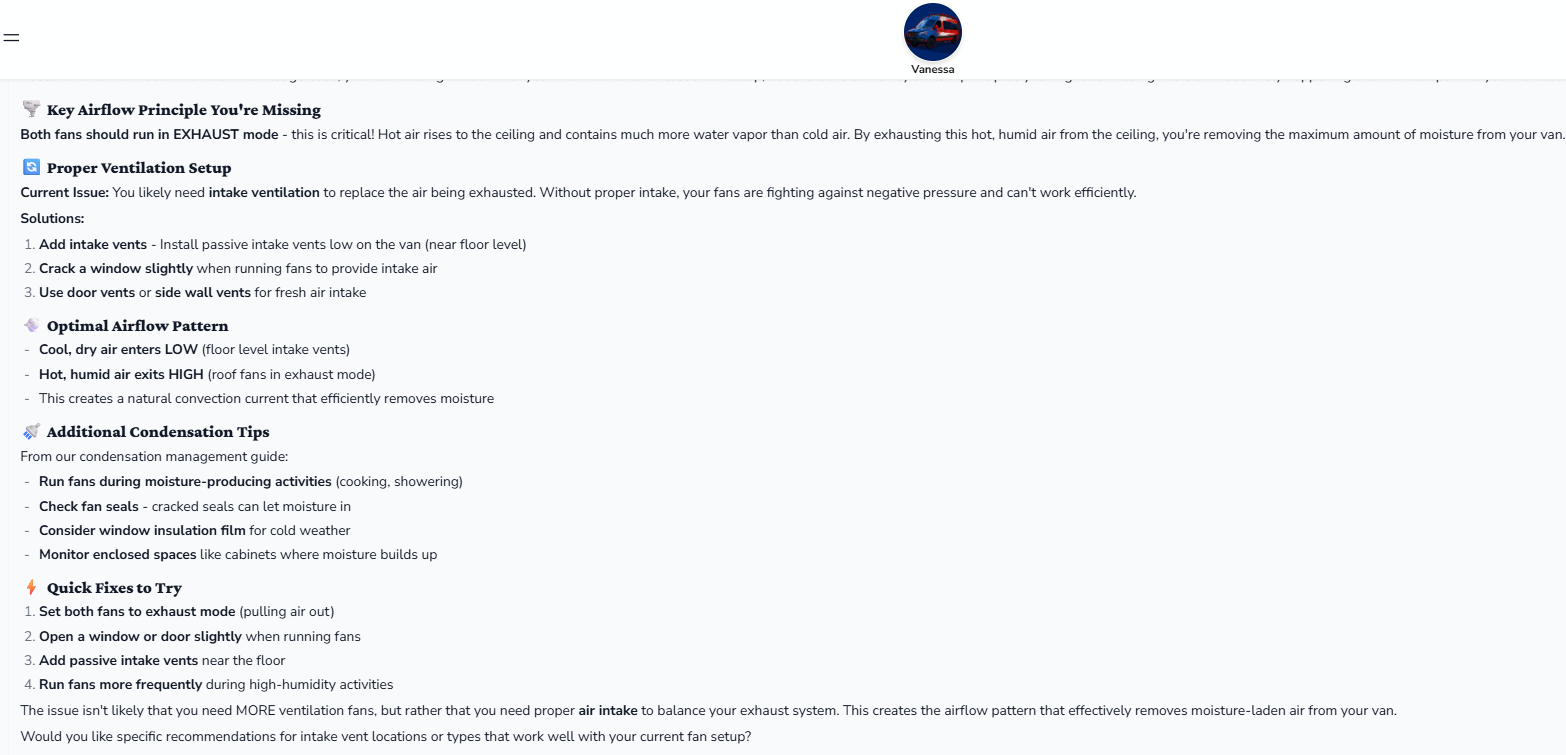 Vanessa
Key Airflow Principle You're Missing
Both fans should run in EXHAUST mode - this is critical! Hot air rises to the ceiling and contains much more water vapor than cold air. By exhausting this hot, humid air from the ceiling, you're removing the maximum amount of moisture from your van.
Proper Ventilation Setup
Current Issue: You likely need intake ventilation to replace the air being exhausted. Without proper intake, your fans are fighting against negative pressure and can't work efficiently.
Solutions:
1. Add intake vents - Install passive intake vents low on the van (near floor level)
2. Crack a window slightly when running fans to provide intake air
3. Use door vents or side wall vents for fresh air intake
Optimal Airflow Pattern
- Cool, dry air enters LOW (floor level intake vents)
- Hot, humid air exits HIGH (roof fans in exhaust mode)
- This creates a natural convection current that efficiently removes moisture
Additional Condensation Tips
From our condensation management guide:
- Run fans during moisture-producing activities (cooking, showering)
- Check fan seals - cracked seals can let moisture in
- Consider window insulation film for cold weather
- Monitor enclosed spaces like cabinets where moisture builds up
Quick Fixes to Try
1. Set both fans to exhaust mode (pulling air out)
2. Open a window or door slightly when running fans
3. Add passive intake vents near the floor
4. Run fans more frequently during high-humidity activities
The issue isn't likely that you need MORE ventilation fans, but rather that you need proper air intake to balance your exhaust system. This creates the airflow pattern that effectively removes moisture-laden air from your van.
Would you like specific recommendations for intake vent locations or types that work well with your current fan setup?